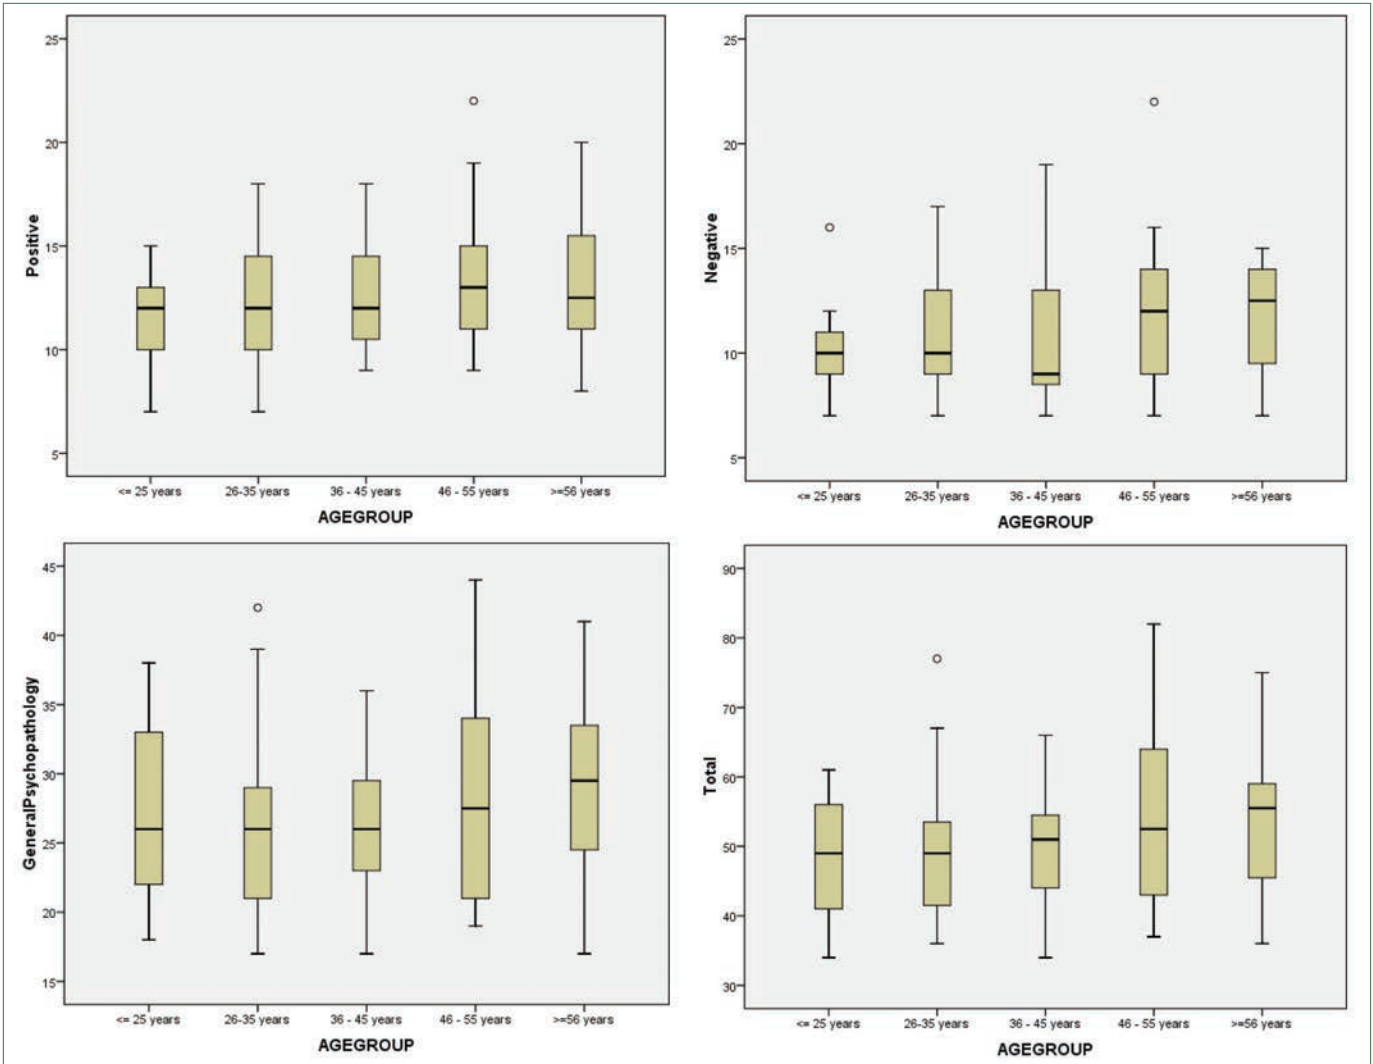 25
20
15
10
5
Positive
<= 25 years
26-35 years
36 - 45 years
46 - 55 years
>=56 years
AGEGROUP
25
20
15
10
5
Negative
<= 25 years
26-35 years
36 - 45 years
46 - 55 years
>=56 years
AGEGROUP
45
40
35
30
25
20
15
GeneralPsychopathology
<= 25 years
26-35 years
36 - 45 years
46 - 55 years
>=56 years
AGEGROUP
90
80
70
60
50
40
30
Total
<= 25 years
26-35 years
36 - 45 years
46 - 55 years
>=56 years
AGEGROUP